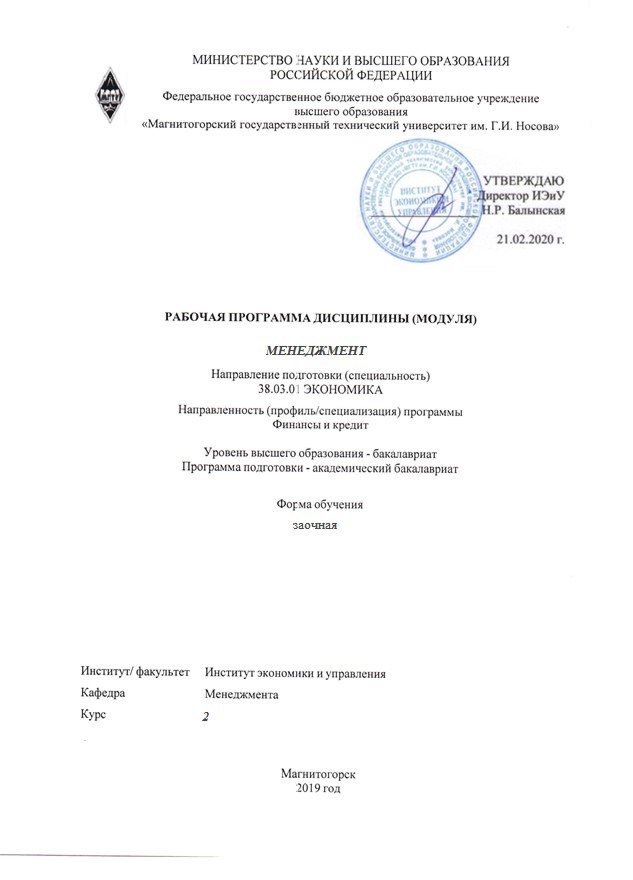 МИНИСТЕРСТВО НАУКИ И ВЫСШЕГО ОБРАЗОВАНИЯ
РОССИЙСКОЙ ФЕДЕРАЦИИ
Федеральное государственное бюджетное образовательное учреждение
высшего образования
«Магнитогорский государственный технический университет им. Г.И. Носова»
ИНСТИТУТ
ЭКОНОМИКИ И
УПРАВЛЕНИЯ
УТВЕРЖДАЮ
Директор ИЭиУ
Н.Р. Балынская
21.02.2020 г.
РАБОЧАЯ ПРОГРАММА ДИСЦИПЛИНЫ (МОДУЛЯ)
МЕНЕДЖМЕНТ
Направление подготовки (специальность)
38.03.01 ЭКОНОМИКА
Направленность (профиль/специализация) программы
Финансы и кредит
Уровень высшего образования - бакалавриат
Программа подготовки - академический бакалавриат
Форма обучения
заочная
Институт/ факультет Институт экономики и управления
Кафедра Менеджмента
Курс 2
Магнитогорск
2019 год